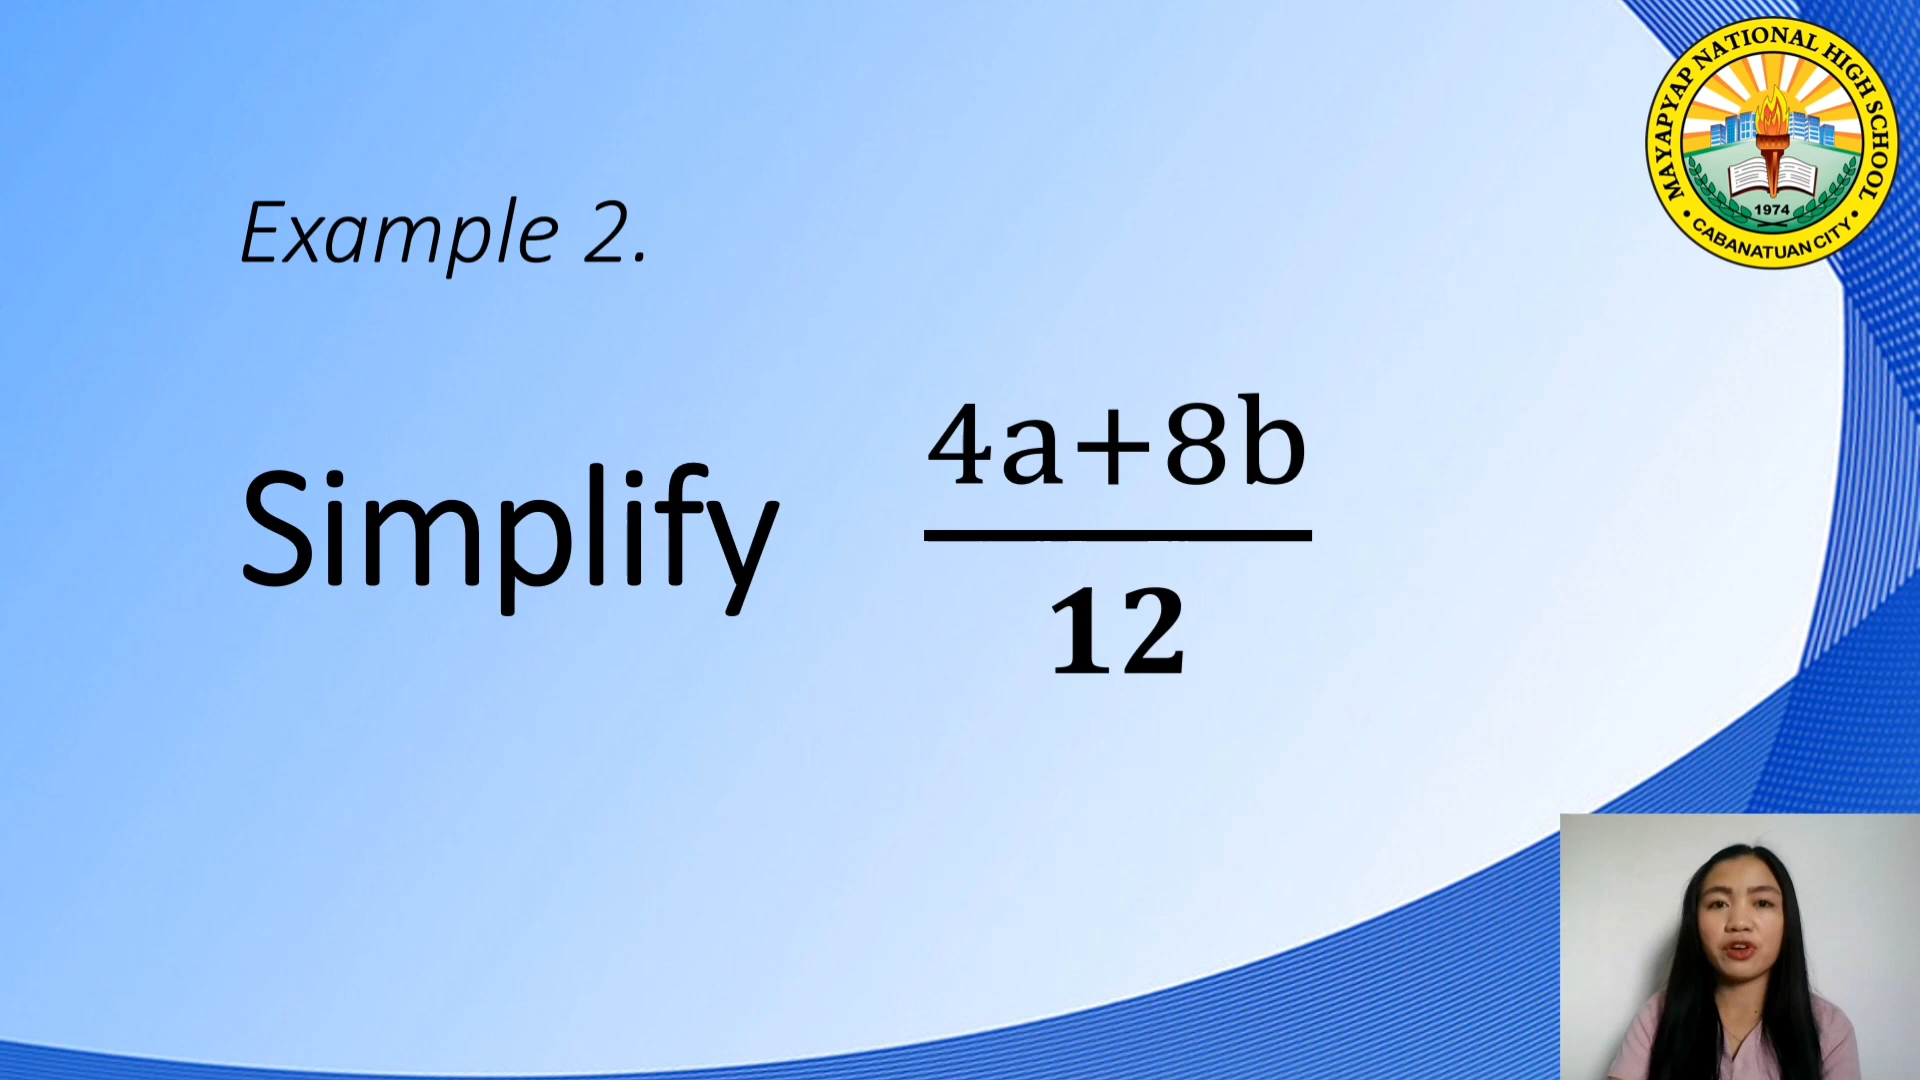 MAYAPYAP NATIONAL HIGH SCHOOL
1974
• CABANATUAN CITY •
Example 2.
Simplify
4a+8b
12